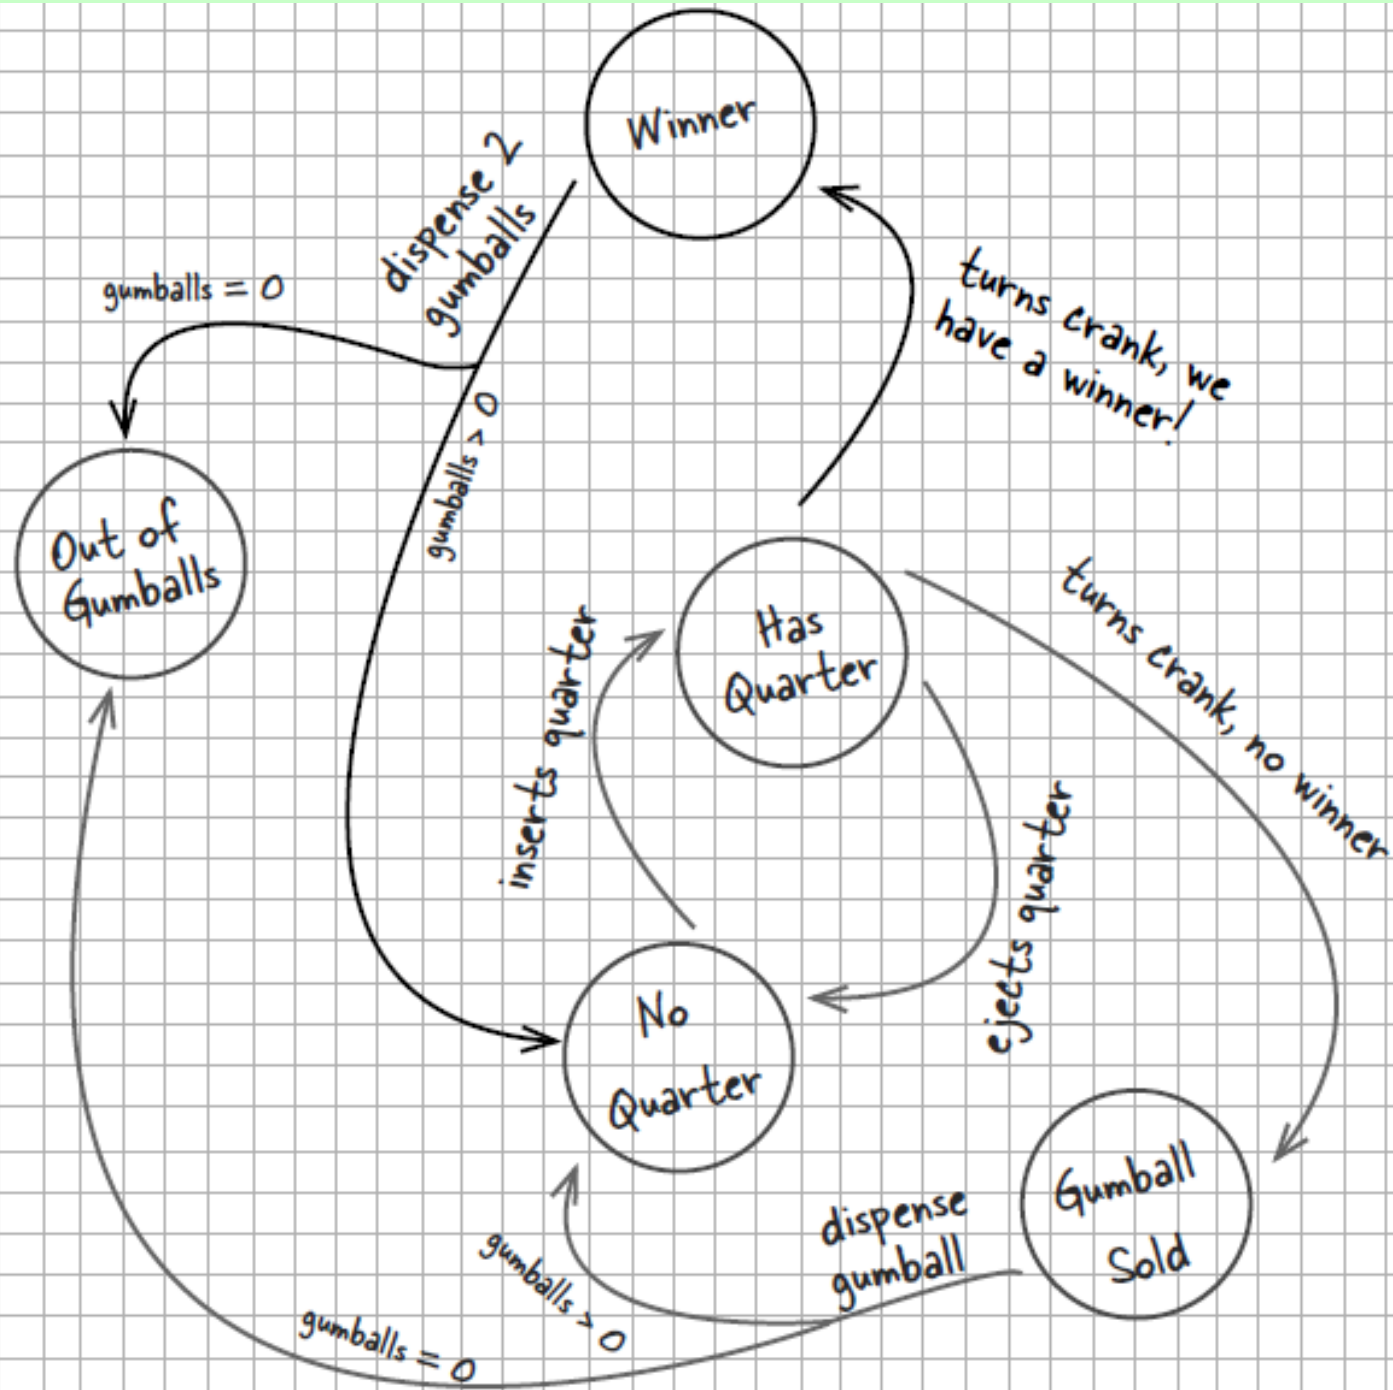 Winner
dispense 2
gumballs
gumballs = 0
turns crank, we
have a winner!
gumballs > 0
Out of
Gumballs
Has
Quarter
turns crank, no winner
inserts quarter
ejects quarter
No
Quarter
Gumball
Sold
dispense
gumball
gumballs > 0
gumballs = 0